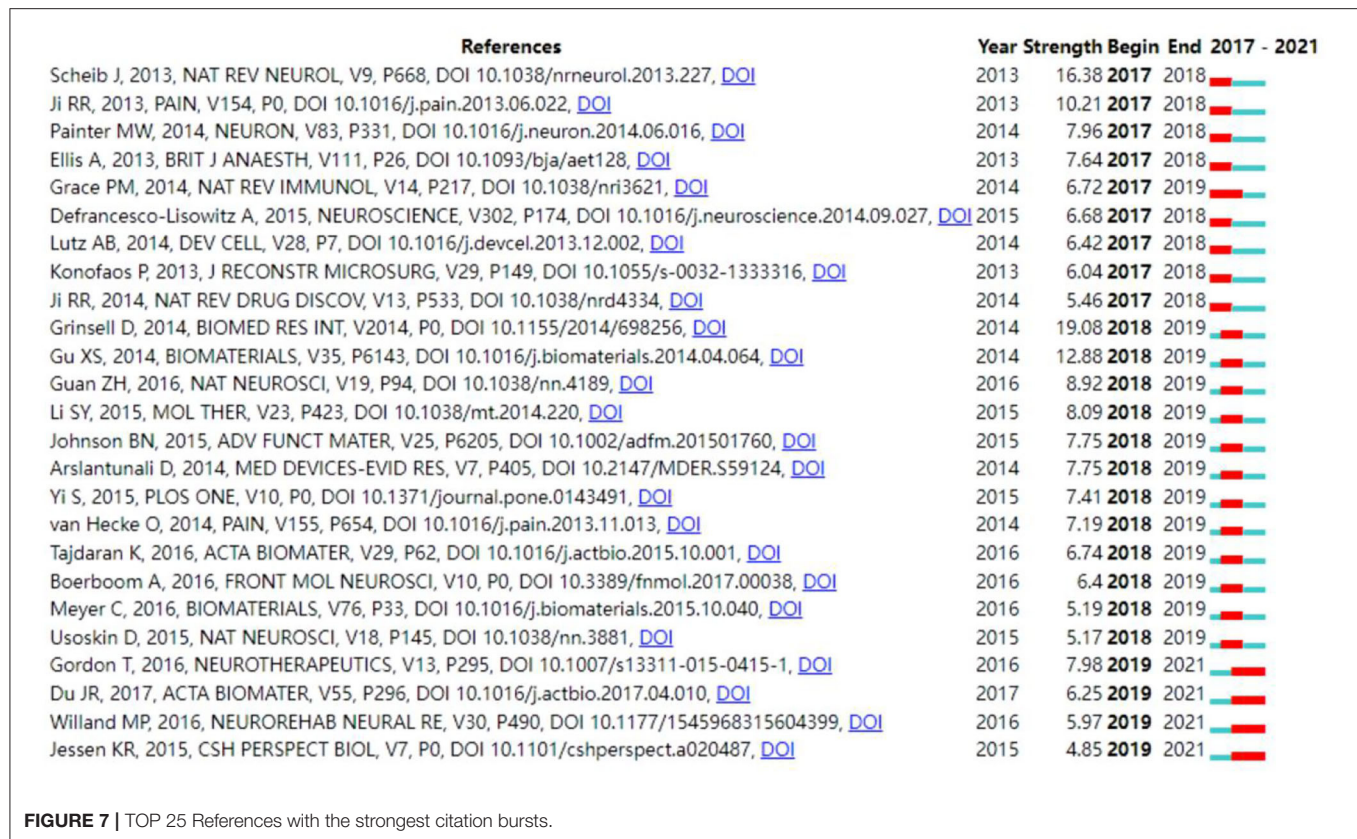 References Year Strength Begin End 2017 - 2021
Scheib J, 2013, NAT REV NEUROL, V9, P668, DOI 10.1038/nrneurol.2013.227, DOI 2013 16.38 2017 2018
Ji RR, 2013, PAIN, V154, P0, DOI 10.1016/j.pain.2013.06.022, DOI 2013 10.21 2017 2018
Painter MW, 2014, NEURON, V83, P331, DOI 10.1016/j.neuron.2014.06.016, DOI 2014 7.96 2017 2018
Ellis A, 2013, BRIT J ANAESTH, V111, P26, DOI 10.1093/bja/aet128, DOI 2013 7.64 2017 2018
Grace PM, 2014, NAT REV IMMUNOL, V14, P217, DOI 10.1038/nri3621, DOI 2014 6.72 2017 2019
Defrancesco-Lisowitz A, 2015, NEUROSCIENCE, V302, P174, DOI 10.1016/j.neuroscience.2014.09.027, DOI 2015 6.68 2017 2018
Lutz AB, 2014, DEV CELL, V28, P7, DOI 10.1016/j.devcel.2013.12.002, DOI 2014 6.42 2017 2018
Konofaos P, 2013, J RECONSTR MICROSURG, V29, P149, DOI 10.1055/s-0032-1333316, DOI 2013 6.04 2017 2018
Ji RR, 2014, NAT REV DRUG DISCOV, V13, P533, DOI 10.1038/nrd4334, DOI 2014 5.46 2017 2018
Grinsell D, 2014, BIOMED RES INT, V2014, P0, DOI 10.1155/2014/698256, DOI 2014 19.08 2018 2019
Gu XS, 2014, BIOMATERIALS, V35, P6143, DOI 10.1016/j.biomaterials.2014.04.064, DOI 2014 12.88 2018 2019
Guan ZH, 2016, NAT NEUROSCI, V19, P94, DOI 10.1038/nn.4189, DOI 2016 8.92 2018 2019
Li SY, 2015, MOL THER, V23, P423, DOI 10.1038/mt.2014.220, DOI 2015 8.09 2018 2019
Johnson BN, 2015, ADV FUNCT MATER, V25, P6205, DOI 10.1002/adfm.201501760, DOI 2015 7.75 2018 2019
Arslantunali D, 2014, MED DEVICES-EVID RES, V7, P405, DOI 10.2147/MDER.S59124, DOI 2014 7.75 2018 2019
Yi S, 2015, PLOS ONE, V10, P0, DOI 10.1371/journal.pone.0143491, DOI 2015 7.41 2018 2019
van Hecke O, 2014, PAIN, V155, P654, DOI 10.1016/j.pain.2013.11.013, DOI 2014 7.19 2018 2019
Tajdaran K, 2016, ACTA BIOMATER, V29, P62, DOI 10.1016/j.actbio.2015.10.001, DOI 2016 6.74 2018 2019
Boerboom A, 2016, FRONT MOL NEUROSCI, V10, P0, DOI 10.3389/fnmol.2017.00038, DOI 2016 6.4 2018 2019
Meyer C, 2016, BIOMATERIALS, V76, P33, DOI 10.1016/j.biomaterials.2015.10.040, DOI 2016 5.19 2018 2019
Usoskin D, 2015, NAT NEUROSCI, V18, P145, DOI 10.1038/nn.3881, DOI 2015 5.17 2018 2019
Gordon T, 2016, NEUROTHERAPEUTICS, V13, P295, DOI 10.1007/s13311-015-0415-1, DOI 2016 7.98 2019 2021
Du JR, 2017, ACTA BIOMATER, V55, P296, DOI 10.1016/j.actbio.2017.04.010, DOI 2017 6.25 2019 2021
Willand MP, 2016, NEUROREHAB NEURAL RE, V30, P490, DOI 10.1177/1545968315604399, DOI 2016 5.97 2019 2021
Jessen KR, 2015, CSH PERSPECT BIOL, V7, P0, DOI 10.1101/cshperspect.a020487, DOI 2015 4.85 2019 2021
FIGURE 7 | TOP 25 References with the strongest citation bursts.